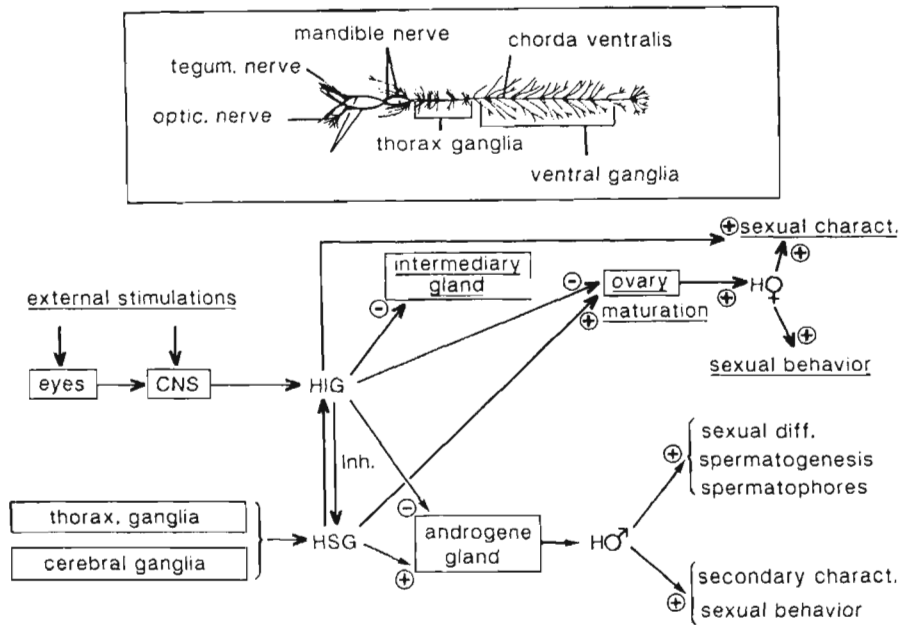 mandible nerve
chorda ventralis
tegum. nerve
optic. nerve
thorax ganglia
ventral ganglia
⊕ sexual charact.
⊕
intermediary
gland
⊖
⊖
ovary
⊕
H♀
⊕ maturation
external stimulations
⊕
sexual behavior
eyes
CNS
HIG
Inh.
sexual diff.
⊕ spermatogenesis
spermatophores
thorax. ganglia
cerebral ganglia
HSG
⊖
⊕
androgene
gland
H♂
secondary charact.
⊕ sexual behavior